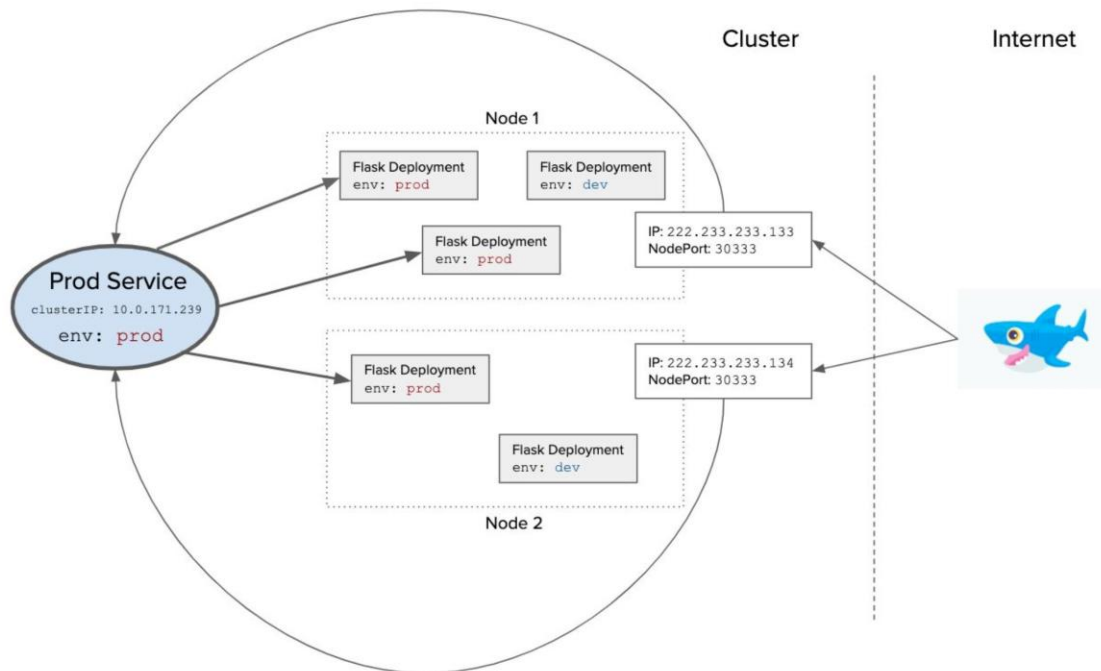 Cluster
Internet
Node 1
Flask Deployment
env: prod
Flask Deployment
env: dev
Flask Deployment
env: prod
IP: 222.233.233.133
NodePort: 30333
Prod Service
clusterIP: 10.0.171.239
env: prod
Flask Deployment
env: prod
IP: 222.233.233.134
NodePort: 30333
Flask Deployment
env: dev
Node 2